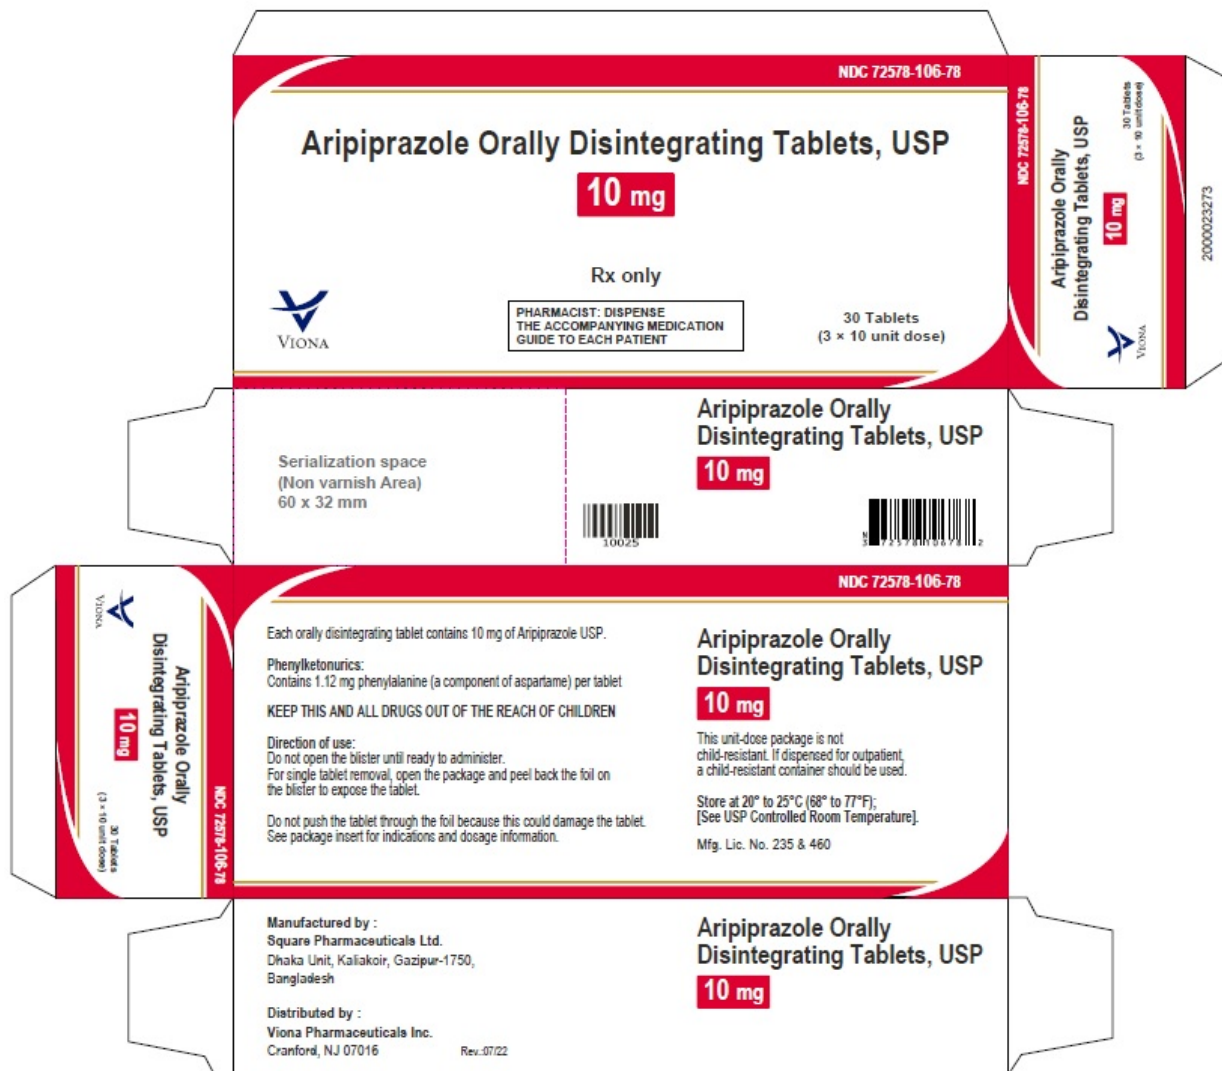 NDC 72578-106-78
Aripiprazole Orally Disintegrating Tablets, USP
10 mg
Rx only
VIONA
PHARMACIST: DISPENSE
THE ACCOMPANYING MEDICATION
GUIDE TO EACH PATIENT
30 Tablets
(3 × 10 unit dose)
NDC 72578-106-78
Aripiprazole Orally
Disintegrating Tablets, USP
10 mg
30 Tablets
(3 × 10 unit dose)
VIONA
2000023273
Serialization space
(Non varnish Area)
60 x 32 mm
10025
Aripiprazole Orally
Disintegrating Tablets, USP
10 mg
N
3 72578 10678 2
VIONA
Aripiprazole Orally
Disintegrating Tablets, USP
10 mg
30 Tablets
(3 × 10 unit dose)
NDC 72578-106-78
NDC 72578-106-78
Each orally disintegrating tablet contains 10 mg of Aripiprazole USP.
Phenylketonurics:
Contains 1.12 mg phenylalanine (a component of aspartame) per tablet
KEEP THIS AND ALL DRUGS OUT OF THE REACH OF CHILDREN
Direction of use:
Do not open the blister until ready to administer.
For single tablet removal, open the package and peel back the foil on
the blister to expose the tablet.
Do not push the tablet through the foil because this could damage the tablet.
See package insert for indications and dosage information.
Aripiprazole Orally
Disintegrating Tablets, USP
10 mg
This unit-dose package is not
child-resistant. If dispensed for outpatient,
a child-resistant container should be used.
Store at 20° to 25°C (68° to 77°F);
[See USP Controlled Room Temperature].
Mfg. Lic. No. 235 & 460
Manufactured by :
Square Pharmaceuticals Ltd.
Dhaka Unit, Kaliakoir, Gazipur-1750,
Bangladesh
Distributed by :
Viona Pharmaceuticals Inc.
Cranford, NJ 07016
Rev.:07/22
Aripiprazole Orally
Disintegrating Tablets, USP
10 mg